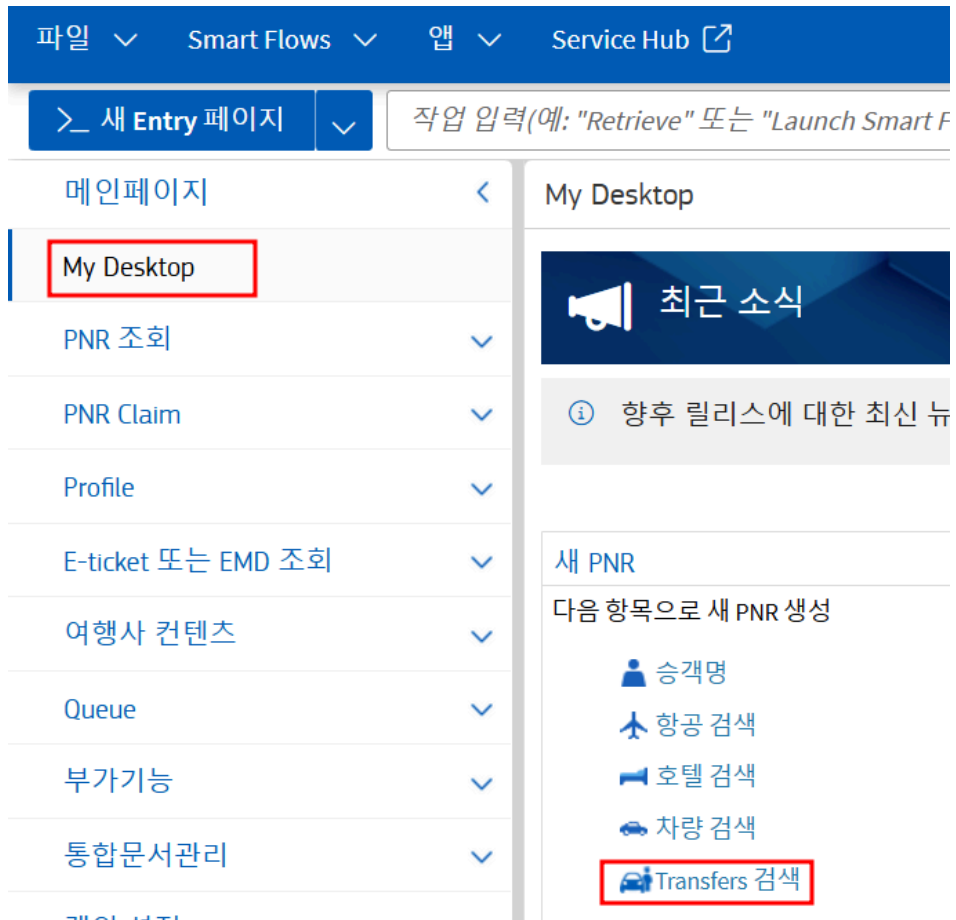 파일 Smart Flows 앱 Service Hub
>_ 새 Entry 페이지 작업 입력(예: "Retrieve" 또는 "Launch Smart F
메인페이지
My Desktop
PNR 조회
PNR Claim
Profile
E-ticket 또는 EMD 조회
여행사 컨텐츠
Queue
부가기능
통합문서관리
My Desktop
최근 소식
향후 릴리스에 대한 최신 뉴
새 PNR
다음 항목으로 새 PNR 생성
승객명
항공 검색
호텔 검색
차량 검색
Transfers 검색